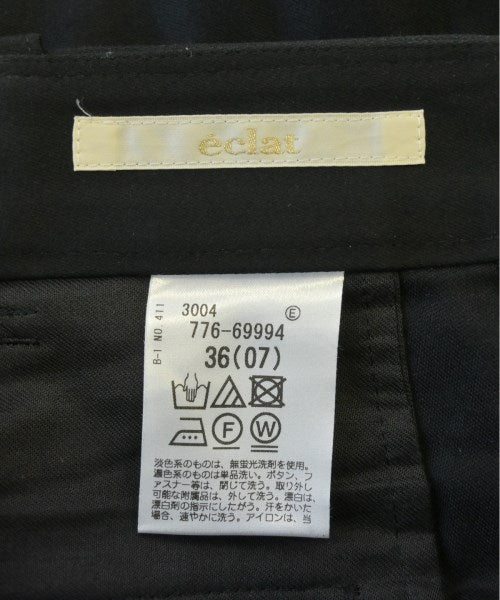 éclat
B-1 NO.411
3004 Ⓔ
776-69994
36(07)
F W
淡色系のものは、無蛍光洗剤を使用。
濃色系のものは単品洗い。ボタン、フ
ァスナー等は、閉じて洗う。取り外し
可能な附属品は、外して洗う。漂白は、
漂白剤の指示にしたがう。汗をかいた
場合、速やかに洗う。アイロンは、当